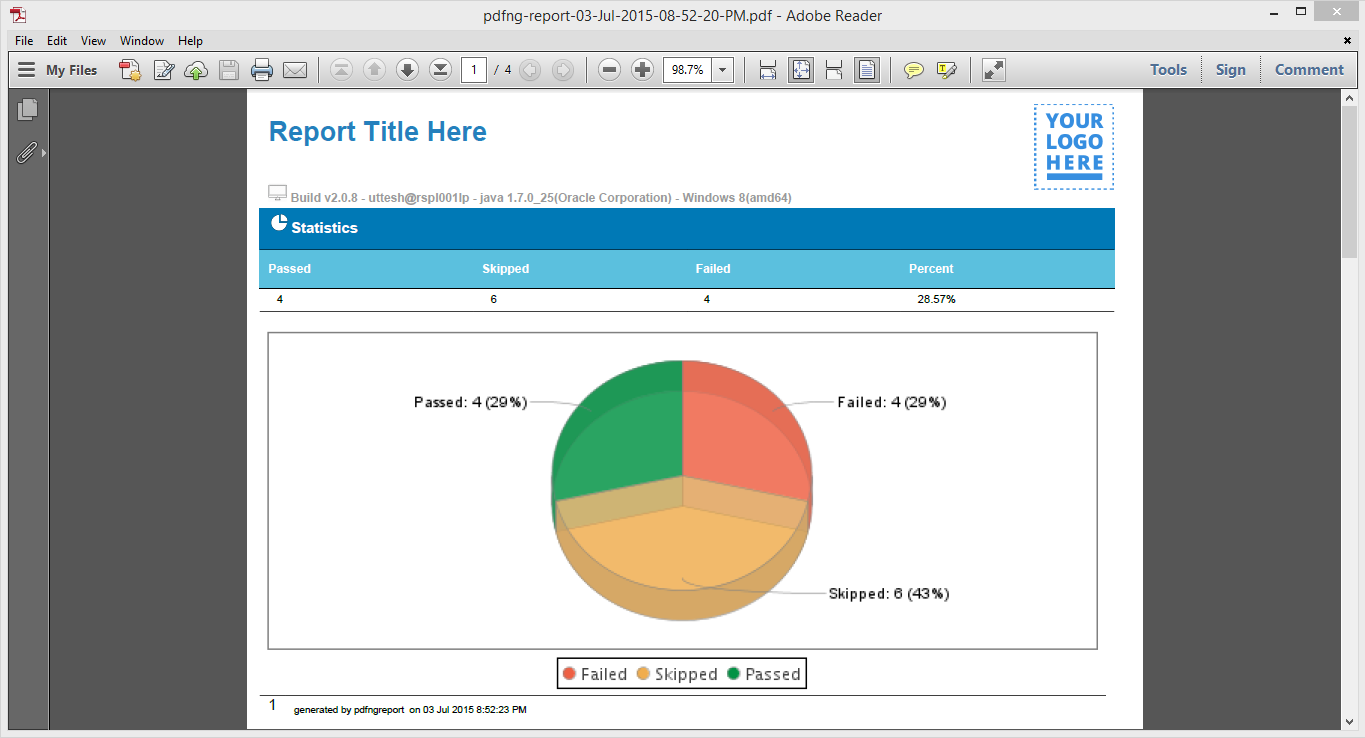 pdfng-report-03-Jul-2015-08-52-20-PM.pdf - Adobe Reader
File Edit View Window Help
My Files 1 / 4 98.7% Tools Sign Comment
Report Title Here
YOUR
LOGO
HERE
Build v2.0.8 - uttesh@rspl001lp - java 1.7.0_25(Oracle Corporation) - Windows 8(amd64)
Statistics
Passed Skipped Failed Percent
4 6 4 28.57%
Passed: 4 (29%) Failed: 4 (29%)
Skipped: 6 (43%)
Failed Skipped Passed
1 generated by pdfngreport on 03 Jul 2015 8:52:23 PM